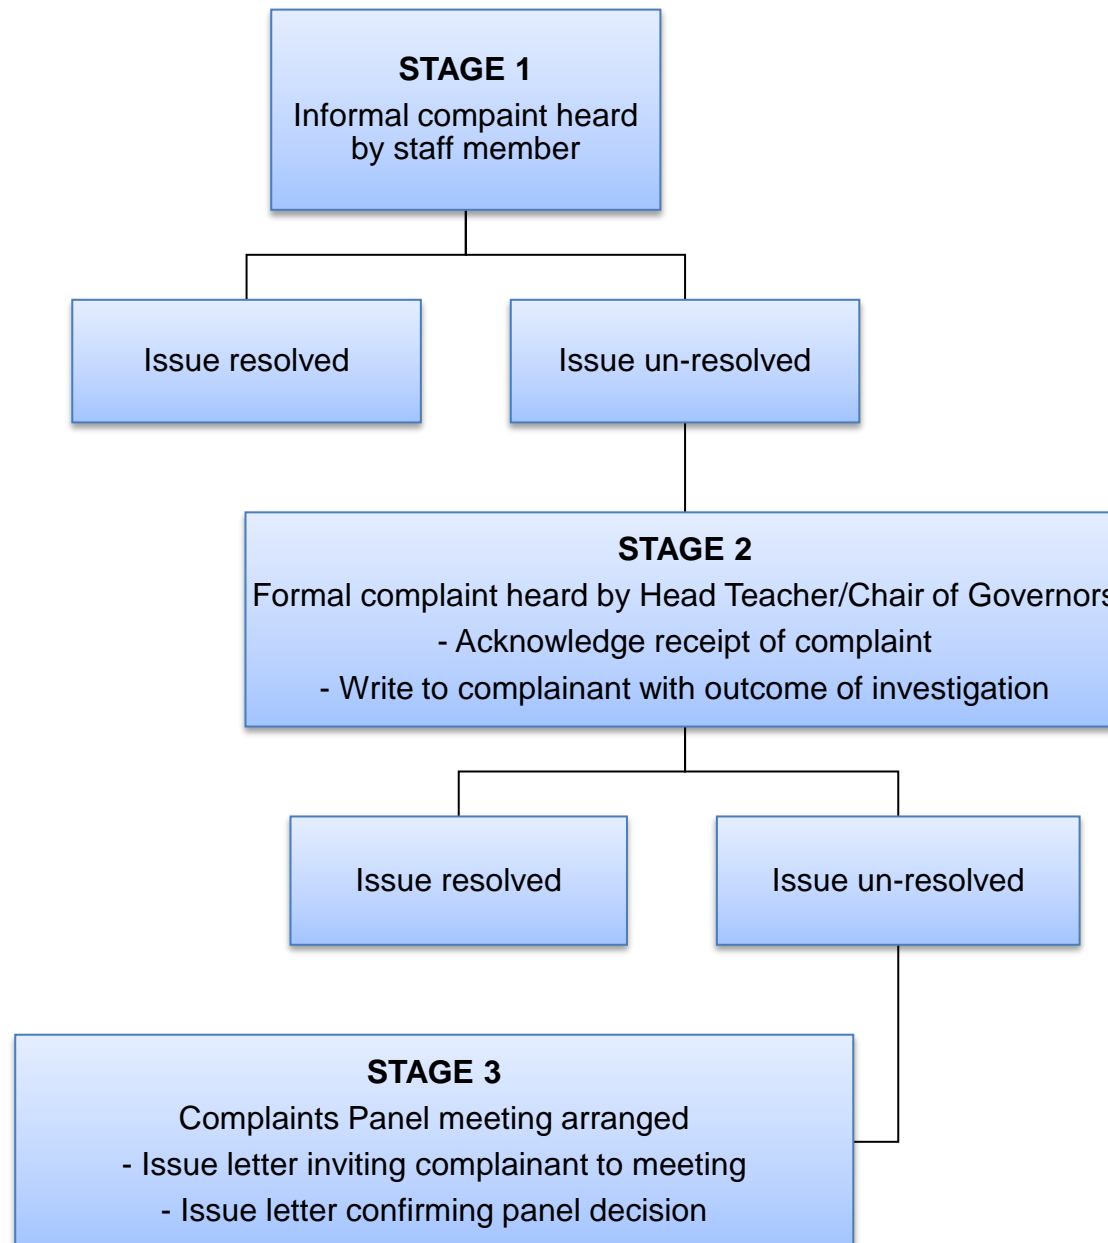 STAGE 1
Informal compaint heard
by staff member
Issue resolved
Issue un-resolved
STAGE 2
Formal complaint heard by Head Teacher/Chair of Governors
- Acknowledge receipt of complaint
- Write to complainant with outcome of investigation
Issue resolved
Issue un-resolved
STAGE 3
Complaints Panel meeting arranged
- Issue letter inviting complainant to meeting
- Issue letter confirming panel decision